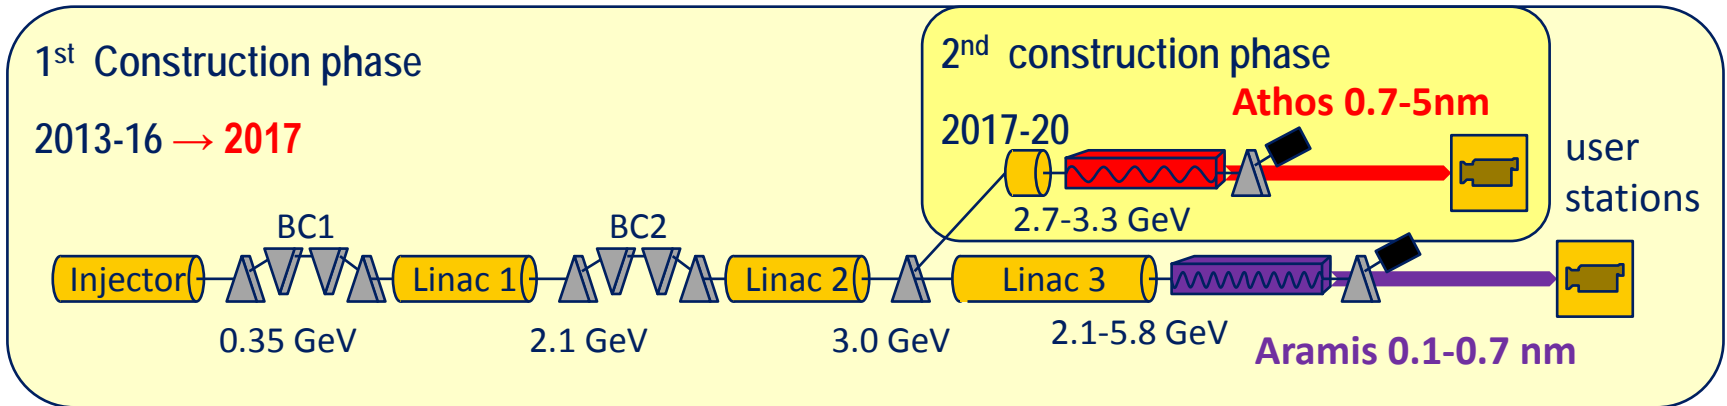 1st Construction phase
2013-16 → 2017
2nd construction phase
Athos 0.7-5nm
2017-20
user
stations
2.7-3.3 GeV
BC1
BC2
Injector
Linac 1
Linac 2
Linac 3
0.35 GeV
2.1 GeV
3.0 GeV
2.1-5.8 GeV
Aramis 0.1-0.7 nm